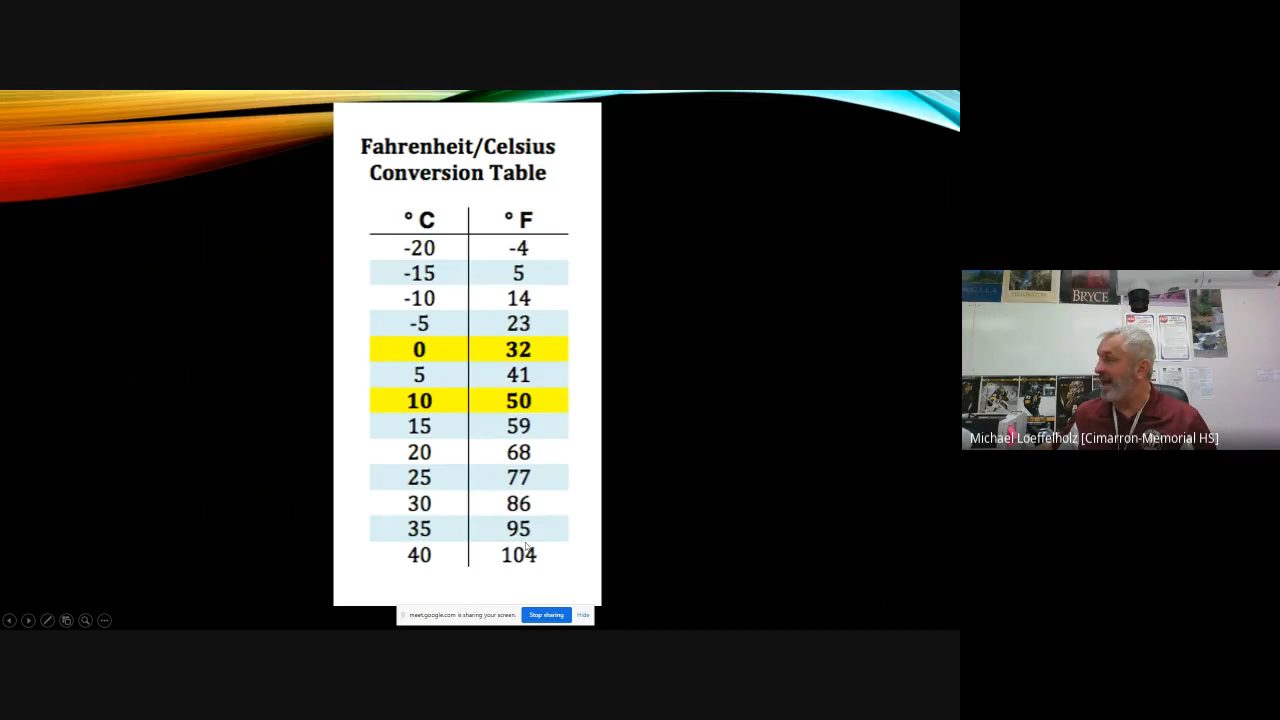 Fahrenheit/Celsius
Conversion Table
° C ° F
-20 -4
-15 5
-10 14
-5 23
0 32
5 41
10 50
15 59
20 68
25 77
30 86
35 95
40 104
meet.google.com is sharing your screen. Stop sharing Hide
BRYCE
Michael Loeffelholz [Cimarron-Memorial HS]